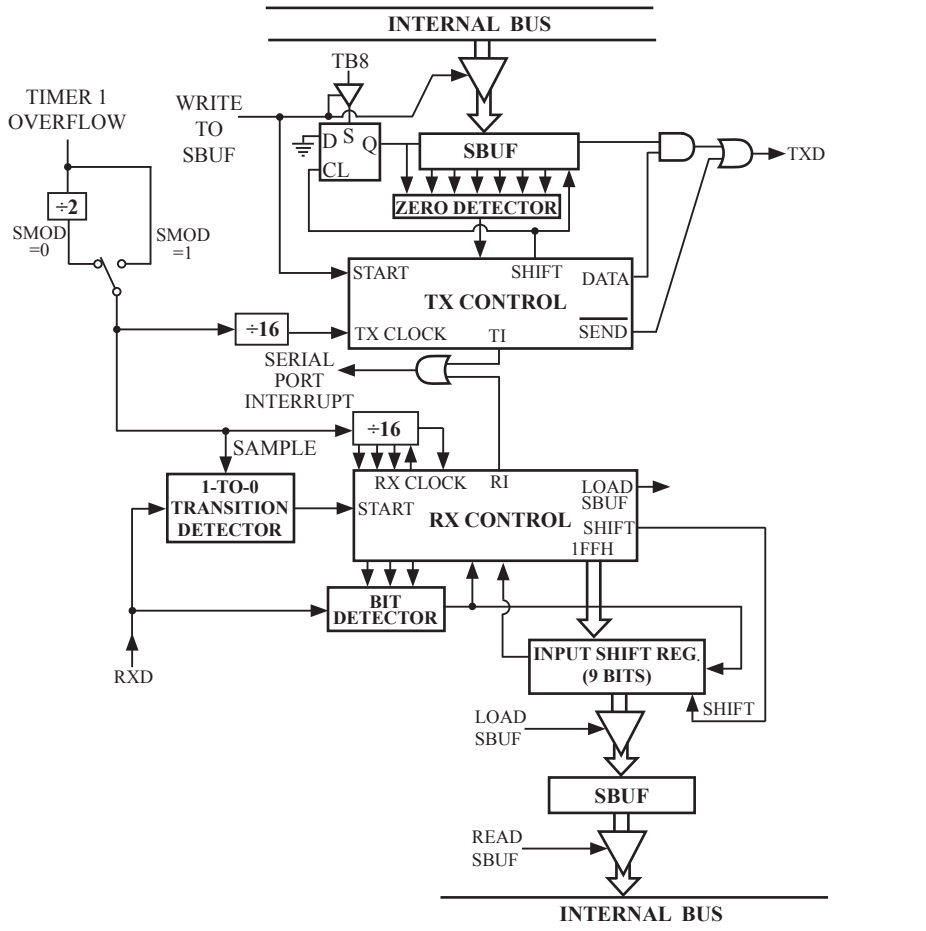 INTERNAL BUS
TB8
TIMER 1
OVERFLOW
WRITE
TO
SBUF
D
S
Q
CL
SBUF
TXD
÷2
ZERO DETECTOR
SMOD
=0
SMOD
=1
START
SHIFT
DATA
TX CONTROL
÷16
TX CLOCK
TI
SEND
SERIAL
PORT
INTERRUPT
÷16
SAMPLE
RX CLOCK
RI
1-TO-0
TRANSITION
DETECTOR
START
RX CONTROL
LOAD
SBUF
SHIFT
1FFH
BIT
DETECTOR
RXD
INPUT SHIFT REG.
(9 BITS)
SHIFT
LOAD
SBUF
SBUF
READ
SBUF
INTERNAL BUS